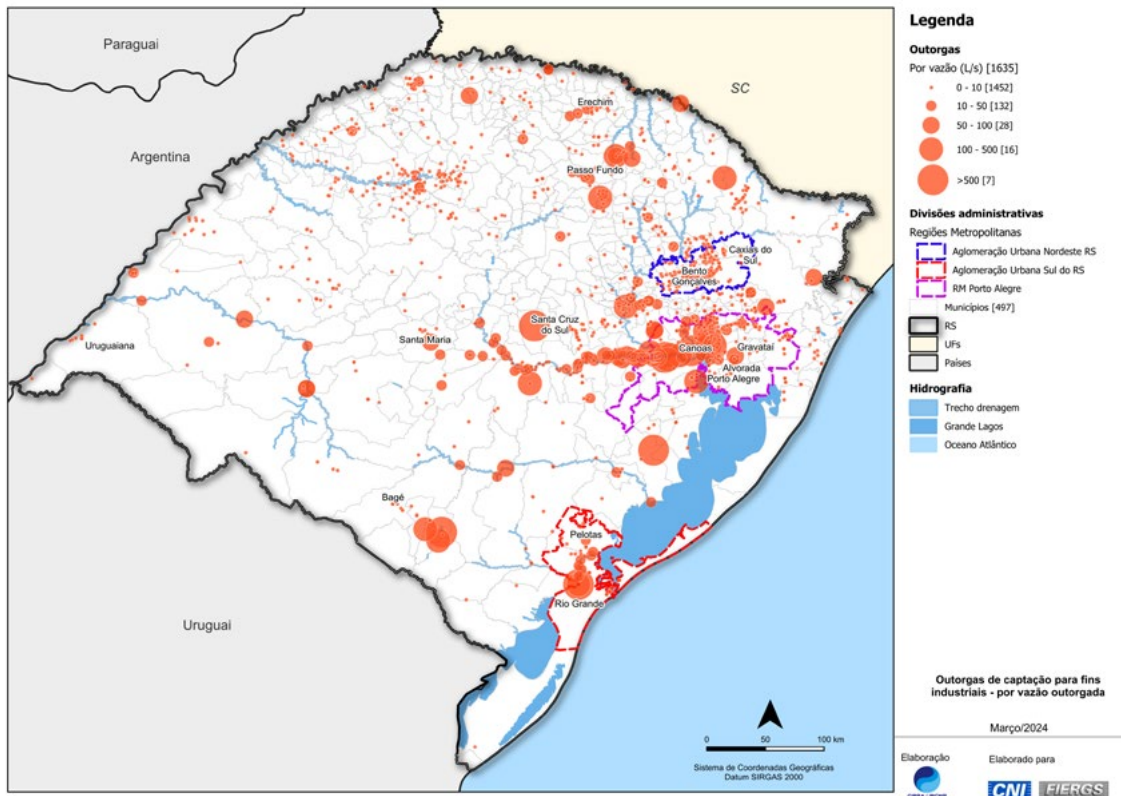 Paraguai
Argentina
SC
Erechim
Passo Fundo
Caxias do
Sul
Bento
Gonçalves
Santa Cruz
do Sul
Santa Maria
Uruguaiana
Canoas
Gravataí
Alvorada
Porto Alegre
Bagé
Pelotas
Rio Grande
Uruguai
0 50 100 km
Sistema de Coordenadas Geográficas
Datum SIRGAS 2000
Legenda
Outorgas
Por vazão (L/s) [1635]
0 - 10 [1452]
10 - 50 [132]
50 - 100 [28]
100 - 500 [16]
>500 [7]
Divisões administrativas
Regiões Metropolitanas
Aglomeração Urbana Nordeste RS
Aglomeração Urbana Sul do RS
RM Porto Alegre
Municípios [497]
RS
UFs
Países
Hidrografia
Trecho drenagem
Grande Lagos
Oceano Atlântico
Outorgas de captação para fins
industriais - por vazão outorgada
Março/2024
Elaboração
Elaborado para
CNI FIERGS